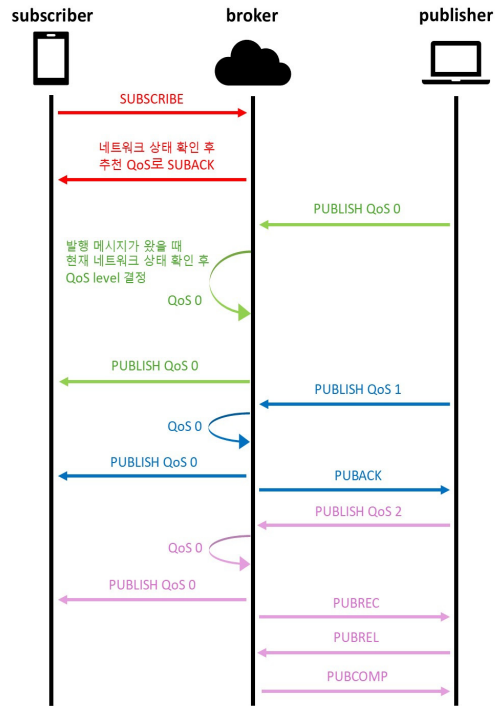 subscriber
broker
publisher
SUBSCRIBE
네트워크 상태 확인 후
추천 QoS로 SUBACK
PUBLISH QoS 0
발행 메시지가 왔을 때
현재 네트워크 상태 확인 후
QoS level 결정
QoS 0
PUBLISH QoS 0
PUBLISH QoS 1
QoS 0
PUBLISH QoS 0
PUBACK
PUBLISH QoS 2
QoS 0
PUBLISH QoS 0
PUBREC
PUBREL
PUBCOMP